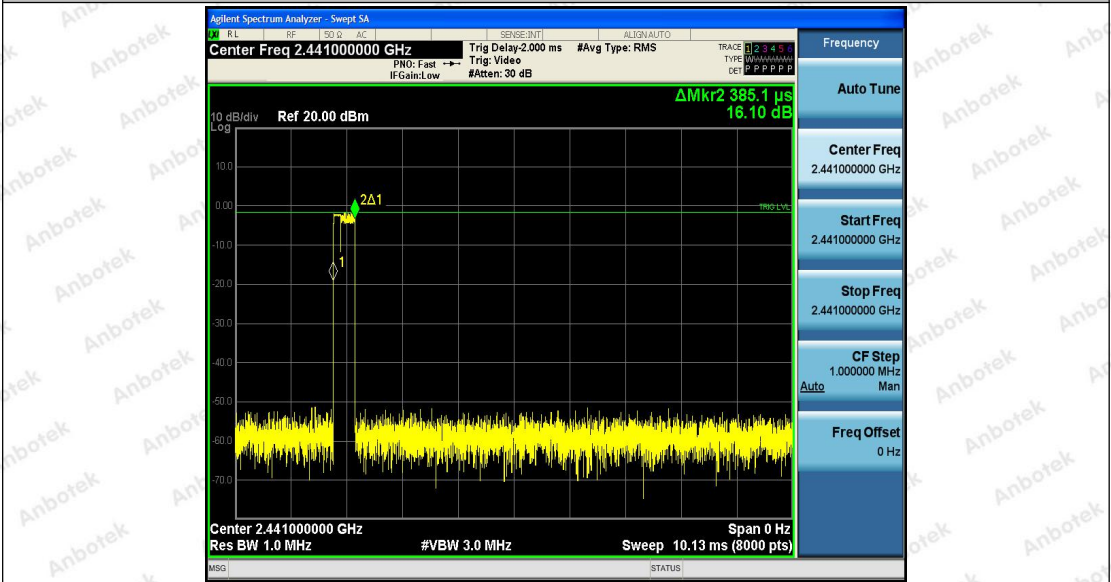 Agilent Spectrum Analyzer - Swept SA
RL RF 50 Ω AC SENSE:INT ALIGN AUTO
Center Freq 2.441000000 GHz
PNO: Fast
IFGain:Low
Trig Delay-2.000 ms
Trig: Video
#Atten: 30 dB
#Avg Type: RMS
TRACE 1 2 3 4 5 6
TYPE W
DET P P P P P P
ΔMkr2 385.1 µs
16.10 dB
10 dB/div
Log
Ref 20.00 dBm
10.0
0.00
-10.0
-20.0
-30.0
-40.0
-50.0
-60.0
-70.0
2Δ1
1
TRIG LVL
Center 2.441000000 GHz
Span 0 Hz
Res BW 1.0 MHz
#VBW 3.0 MHz
Sweep 10.13 ms (8000 pts)
MSG
STATUS
Frequency
Auto Tune
Center Freq
2.441000000 GHz
Start Freq
2.441000000 GHz
Stop Freq
2.441000000 GHz
CF Step
1.000000 MHz
Auto Man
Freq Offset
0 Hz
Anbotek